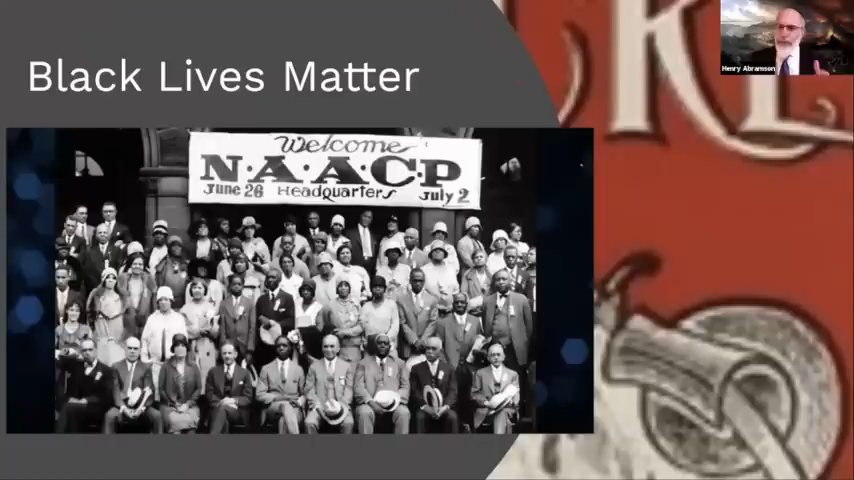 Black Lives Matter
Welcome
N·A·A·C·P
June 26 Headquarters July 2
Henry Abramson